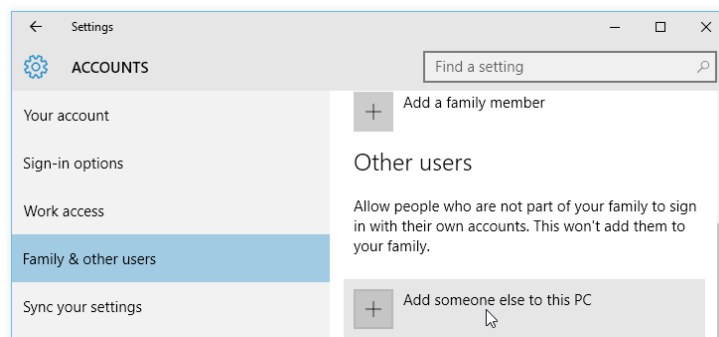 Settings
ACCOUNTS
Find a setting
Your account
Sign-in options
Work access
Family & other users
Sync your settings
Add a family member
Other users
Allow people who are not part of your family to sign
in with their own accounts. This won't add them to
your family.
Add someone else to this PC